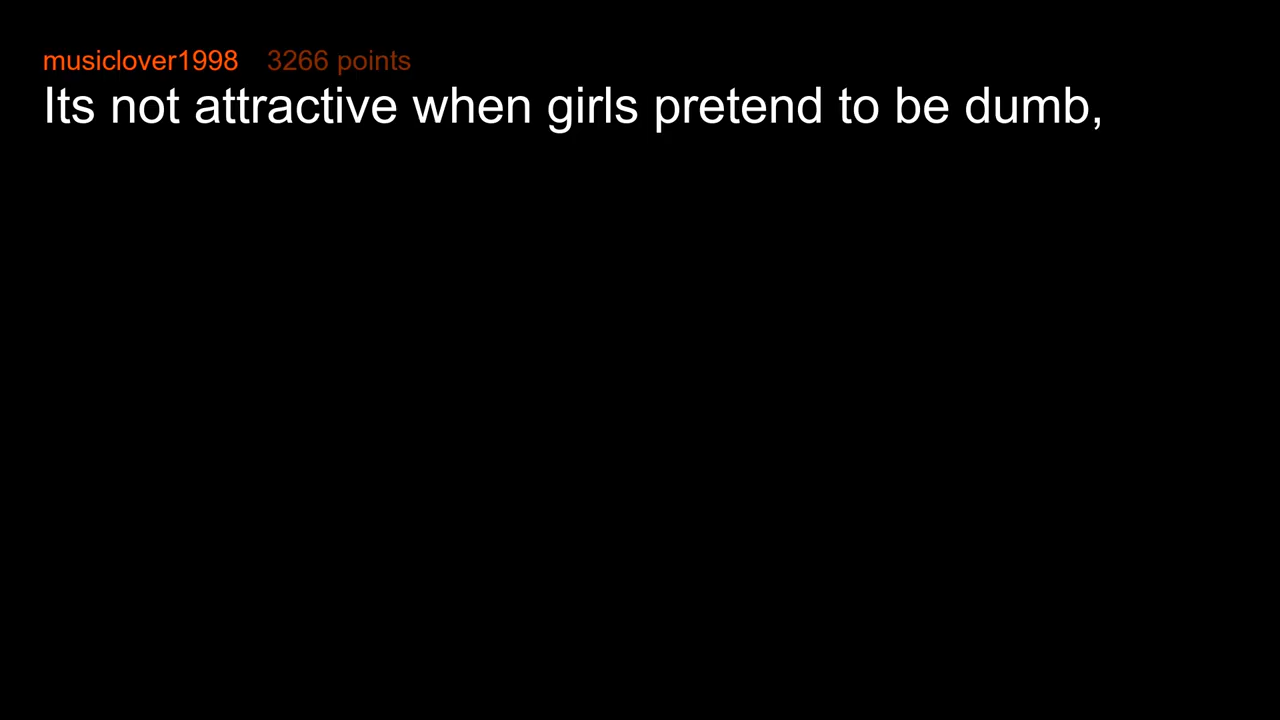 musiclover1998 3266 points
Its not attractive when girls pretend to be dumb,